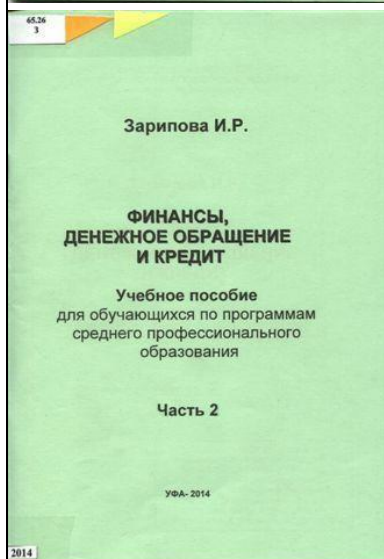 65.26
3
Зарипова И.Р.
ФИНАНСЫ,
ДЕНЕЖНОЕ ОБРАЩЕНИЕ
И КРЕДИТ
Учебное пособие
для обучающихся по программам
среднего профессионального
образования
Часть 2
УФА- 2014
2014